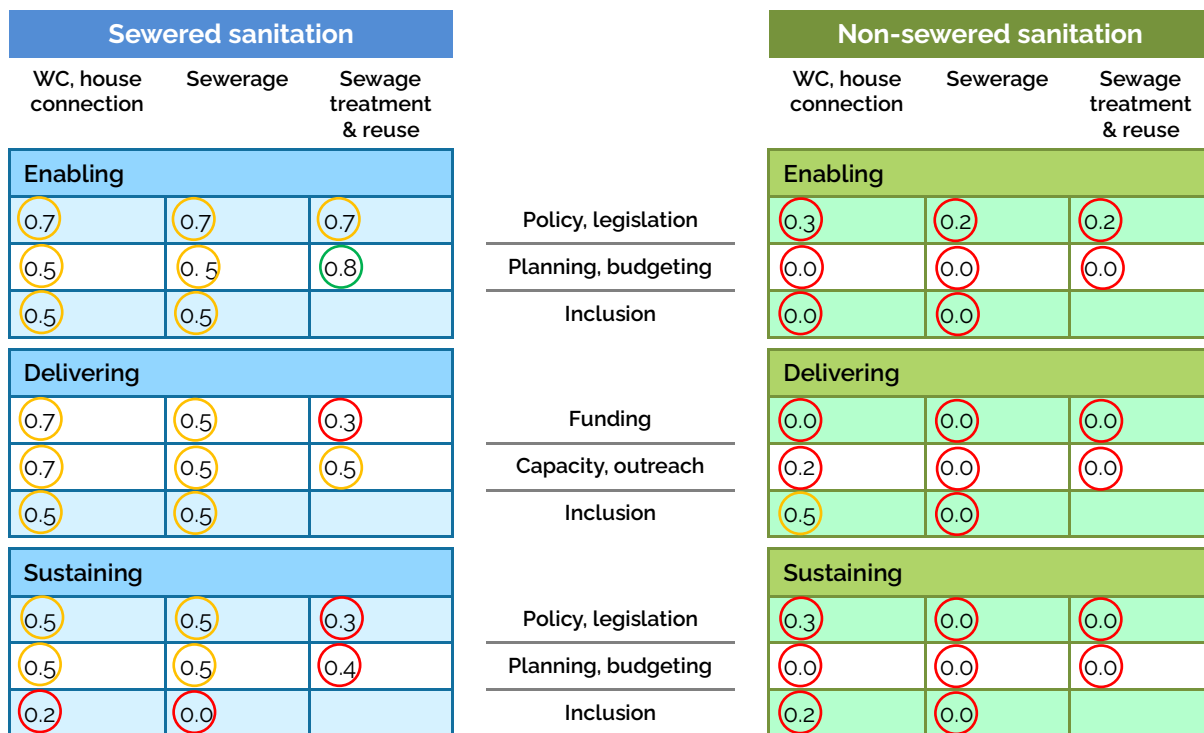 Sewered sanitation
Non-sewered sanitation
WC, house connection
Sewerage
Sewage treatment & reuse
WC, house connection
Sewerage
Sewage treatment & reuse
Enabling
Enabling
0.7 0.7 0.7 Policy, legislation 0.3 0.2 0.2
0.5 0. 5 0.8 Planning, budgeting 0.0 0.0 0.0
0.5 0.5 Inclusion 0.0 0.0
Delivering
Delivering
0.7 0.5 0.3 Funding 0.0 0.0 0.0
0.7 0.5 0.5 Capacity, outreach 0.2 0.0 0.0
0.5 0.5 Inclusion 0.5 0.0
Sustaining
Sustaining
0.5 0.5 0.3 Policy, legislation 0.3 0.0 0.0
0.5 0.5 0.4 Planning, budgeting 0.0 0.0 0.0
0.2 0.0 Inclusion 0.2 0.0